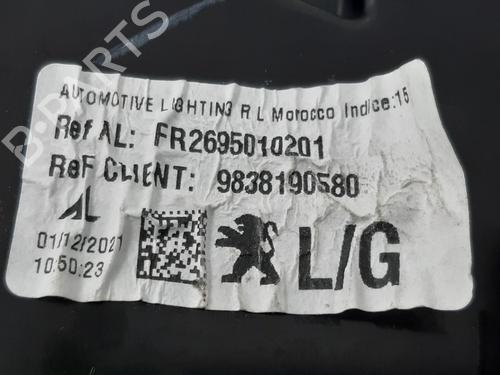 B-PARTS
AUTOMOTIVE LIGHTING R L Morocco Indice:15
Ref AL: FR2695010201
Ref CLIENT: 9838190580
AL
01/12/2021
10:50:23
L/G